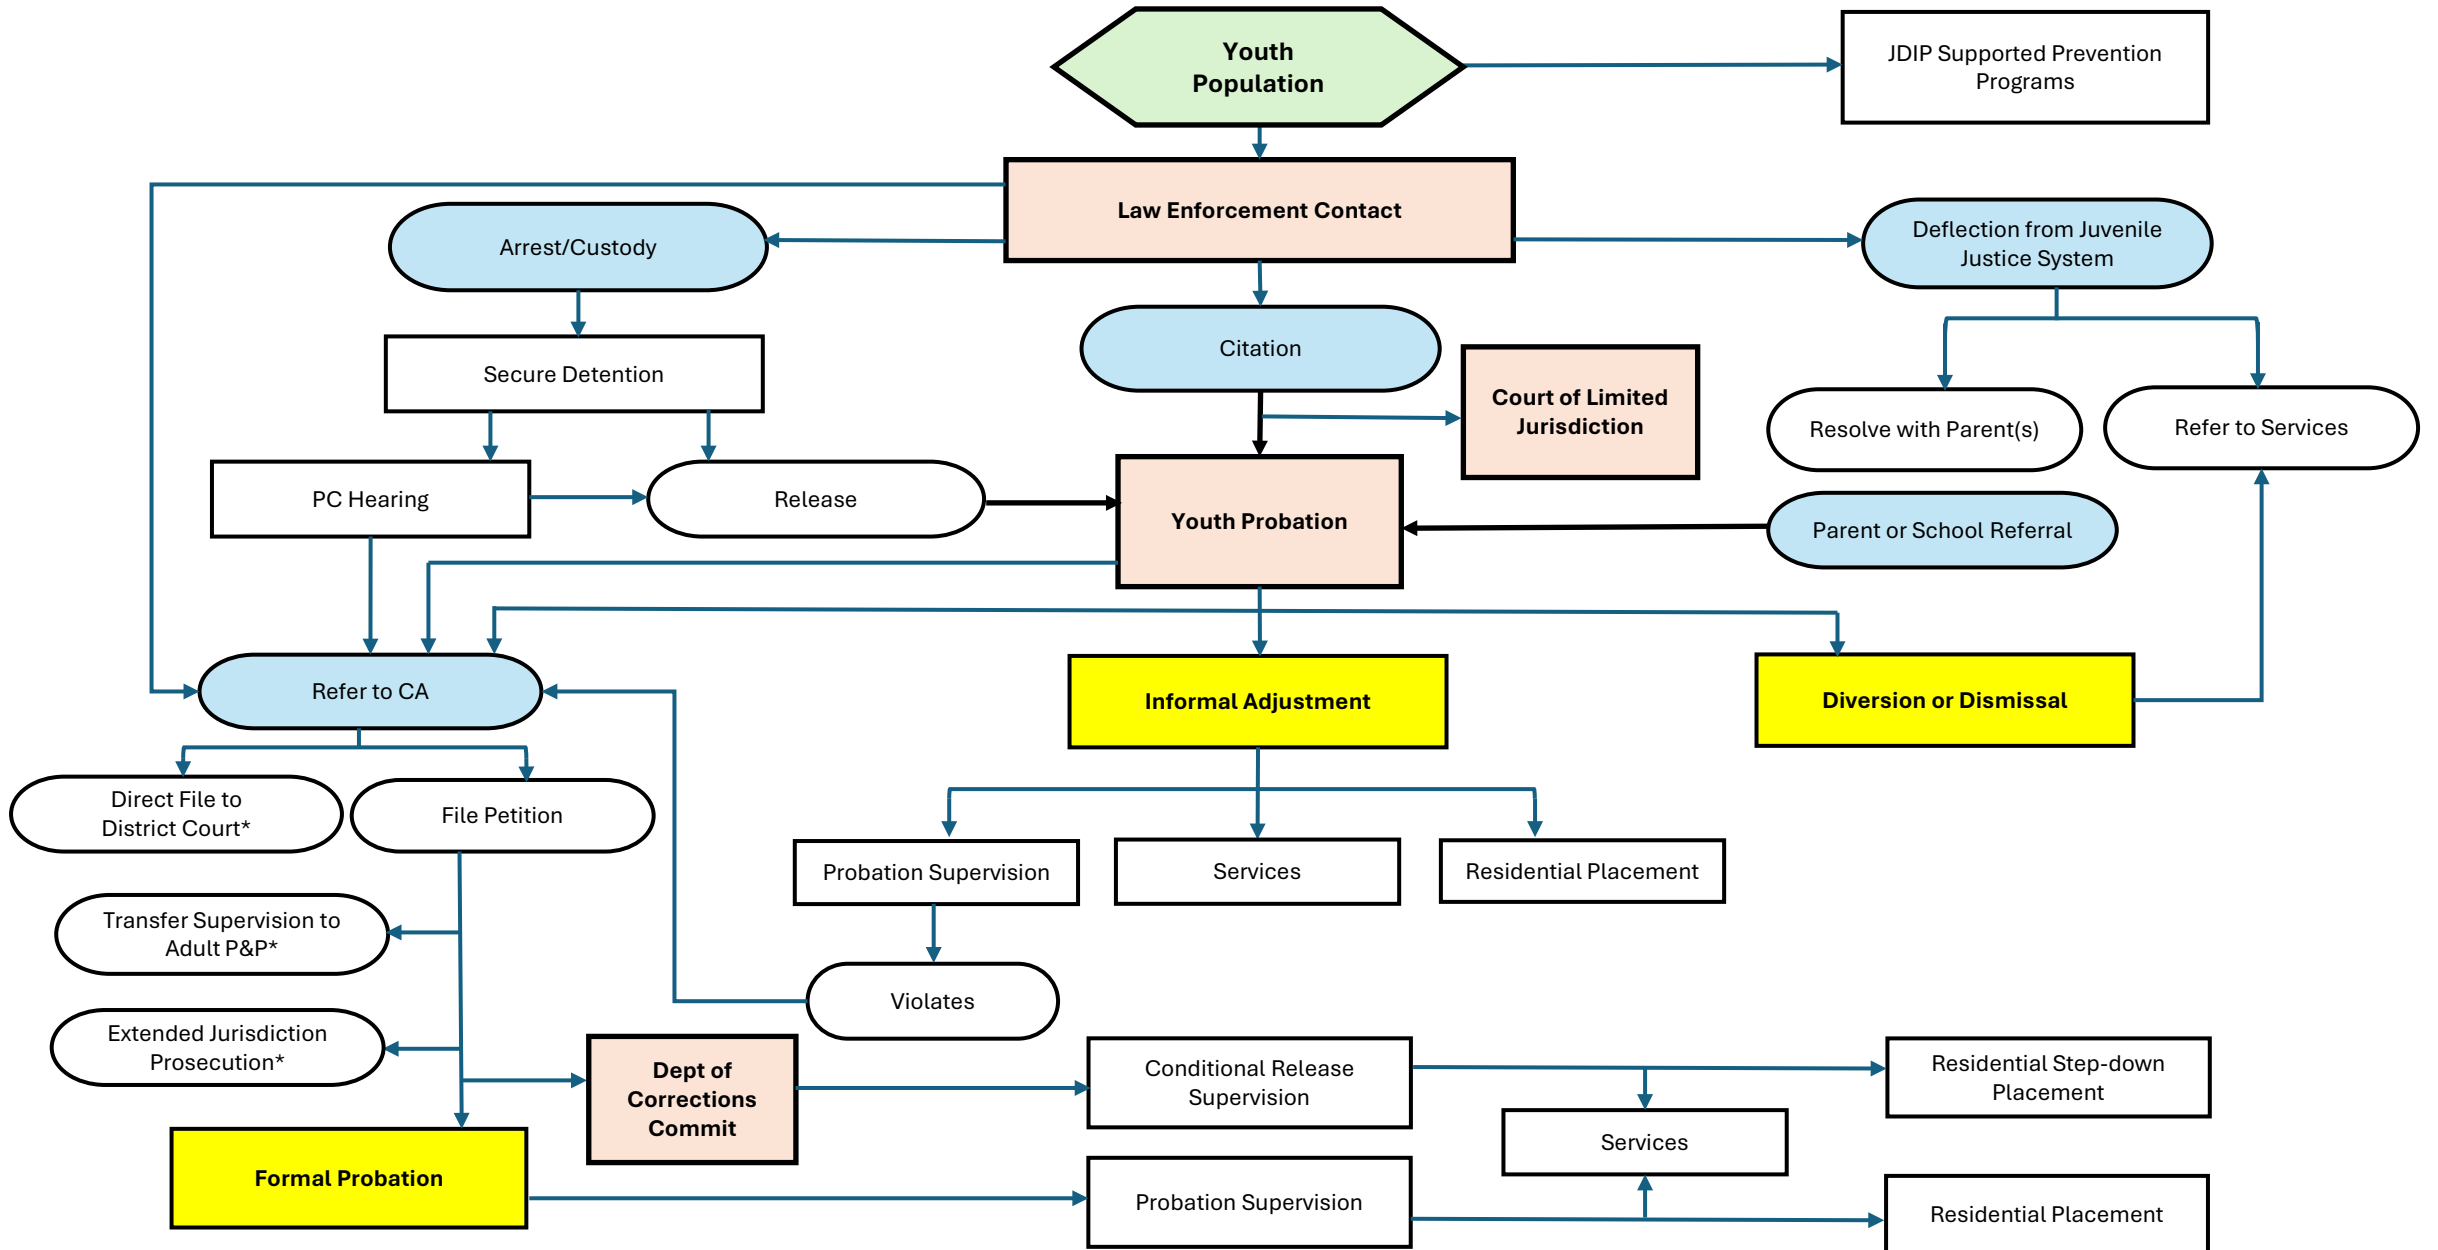 Youth
Population
JDIP Supported Prevention
Programs
Law Enforcement Contact
Arrest/Custody
Deflection from Juvenile
Justice System
Citation
Secure Detention
Court of Limited
Jurisdiction
Resolve with Parent(s)
Refer to Services
PC Hearing
Release
Youth Probation
Parent or School Referral
Refer to CA
Informal Adjustment
Diversion or Dismissal
Direct File to
District Court*
File Petition
Probation Supervision
Services
Residential Placement
Transfer Supervision to
Adult P&P*
Violates
Extended Jurisdiction
Prosecution*
Dept of
Corrections
Commit
Conditional Release
Supervision
Residential Step-down
Placement
Services
Formal Probation
Probation Supervision
Residential Placement